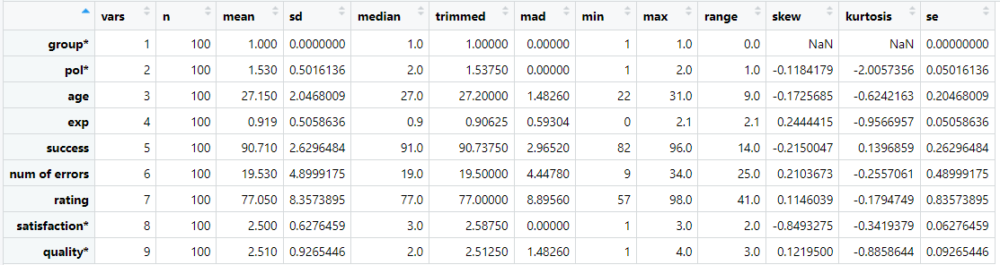 vars n mean sd median trimmed mad min max range skew kurtosis se
group* 1 100 1.000 0.0000000 1.0 1.00000 0.00000 1 1.0 0.0 NaN NaN 0.00000000
pol* 2 100 1.530 0.5016136 2.0 1.53750 0.00000 1 2.0 1.0 -0.1184179 -2.0057356 0.05016136
age 3 100 27.150 2.0468009 27.0 27.20000 1.48260 22 31.0 9.0 -0.1725685 -0.6242163 0.20468009
exp 4 100 0.919 0.5058636 0.9 0.90625 0.59304 0 2.1 2.1 0.2444415 -0.9566957 0.05058636
success 5 100 90.710 2.6296484 91.0 90.73750 2.96520 82 96.0 14.0 -0.2150047 0.1396859 0.26296484
num of errors 6 100 19.530 4.8999175 19.0 19.50000 4.44780 9 34.0 25.0 0.2103673 -0.2557061 0.48999175
rating 7 100 77.050 8.3573895 77.0 77.00000 8.89560 57 98.0 41.0 0.1146039 -0.1794749 0.83573895
satisfaction* 8 100 2.500 0.6276459 3.0 2.58750 0.00000 1 3.0 2.0 -0.8493275 -0.3419379 0.06276459
quality* 9 100 2.510 0.9265446 2.0 2.51250 1.48260 1 4.0 3.0 0.1219500 -0.8858644 0.09265446